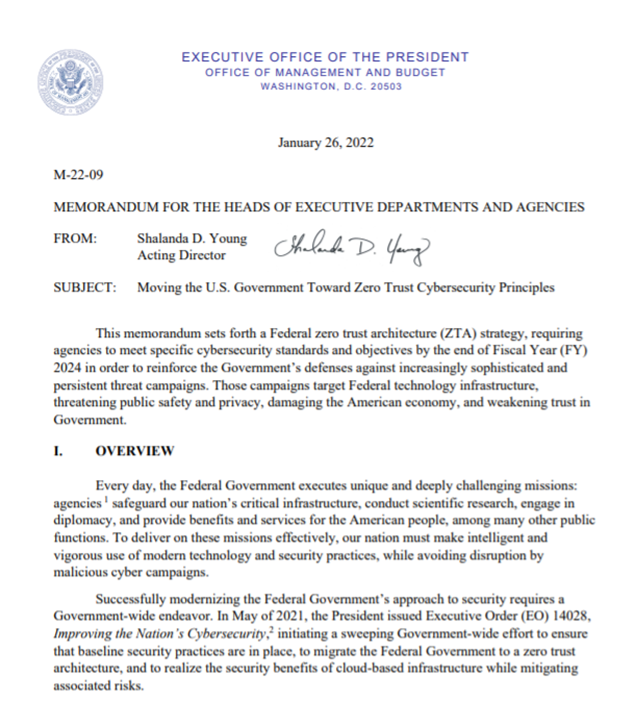 EXECUTIVE OFFICE OF THE PRESIDENT
OFFICE OF MANAGEMENT AND BUDGET
WASHINGTON, D.C. 20503
January 26, 2022
M-22-09
MEMORANDUM FOR THE HEADS OF EXECUTIVE DEPARTMENTS AND AGENCIES
FROM: Shalanda D. Young
Acting Director
Shalanda D. Young
SUBJECT: Moving the U.S. Government Toward Zero Trust Cybersecurity Principles
This memorandum sets forth a Federal zero trust architecture (ZTA) strategy, requiring
agencies to meet specific cybersecurity standards and objectives by the end of Fiscal Year (FY)
2024 in order to reinforce the Government’s defenses against increasingly sophisticated and
persistent threat campaigns. Those campaigns target Federal technology infrastructure,
threatening public safety and privacy, damaging the American economy, and weakening trust in
Government.
I. OVERVIEW
Every day, the Federal Government executes unique and deeply challenging missions:
agencies ¹ safeguard our nation’s critical infrastructure, conduct scientific research, engage in
diplomacy, and provide benefits and services for the American people, among many other public
functions. To deliver on these missions effectively, our nation must make intelligent and
vigorous use of modern technology and security practices, while avoiding disruption by
malicious cyber campaigns.
Successfully modernizing the Federal Government’s approach to security requires a
Government-wide endeavor. In May of 2021, the President issued Executive Order (EO) 14028,
Improving the Nation’s Cybersecurity,² initiating a sweeping Government-wide effort to ensure
that baseline security practices are in place, to migrate the Federal Government to a zero trust
architecture, and to realize the security benefits of cloud-based infrastructure while mitigating
associated risks.